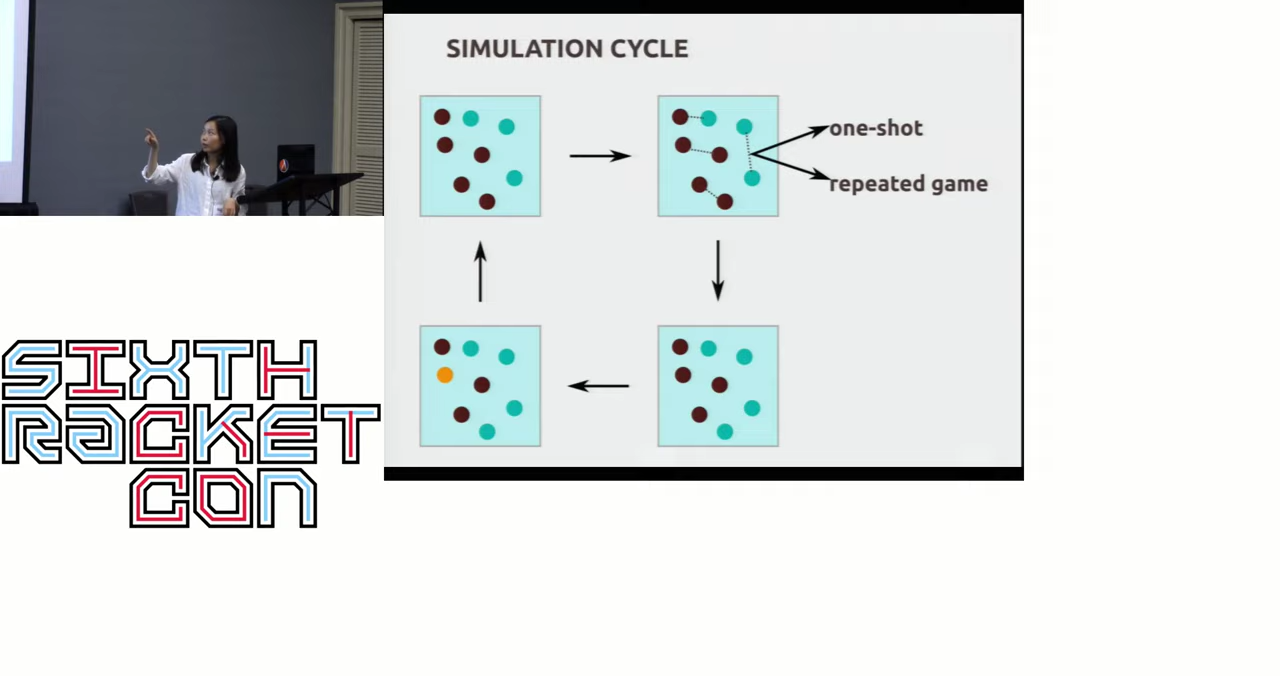 SIMULATION CYCLE
one-shot
repeated game
SIXTH
RACKET
CON